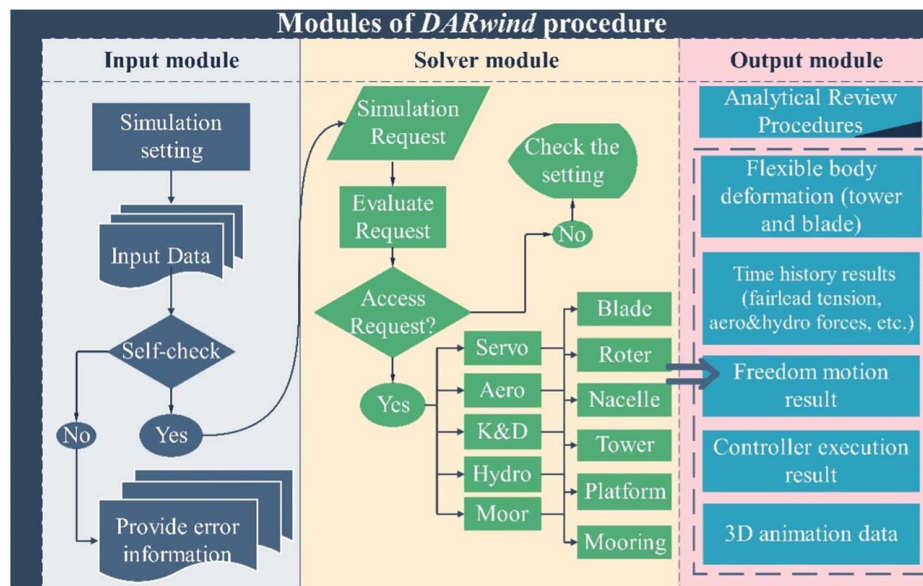 Modules of DARwind procedure
Input module
Solver module
Output module
Simulation
setting
Input Data
Self-check
No
Yes
Provide error
information
Simulation
Request
Evaluate
Request
Access
Request?
Yes
No
Check the
setting
Servo
Aero
K&D
Hydro
Moor
Blade
Roter
Nacelle
Tower
Platform
Mooring
Analytical Review
Procedures
Flexible body
deformation (tower
and blade)
Time history results
(fairlead tension,
aero&hydro forces, etc.)
Freedom motion
result
Controller execution
result
3D animation data